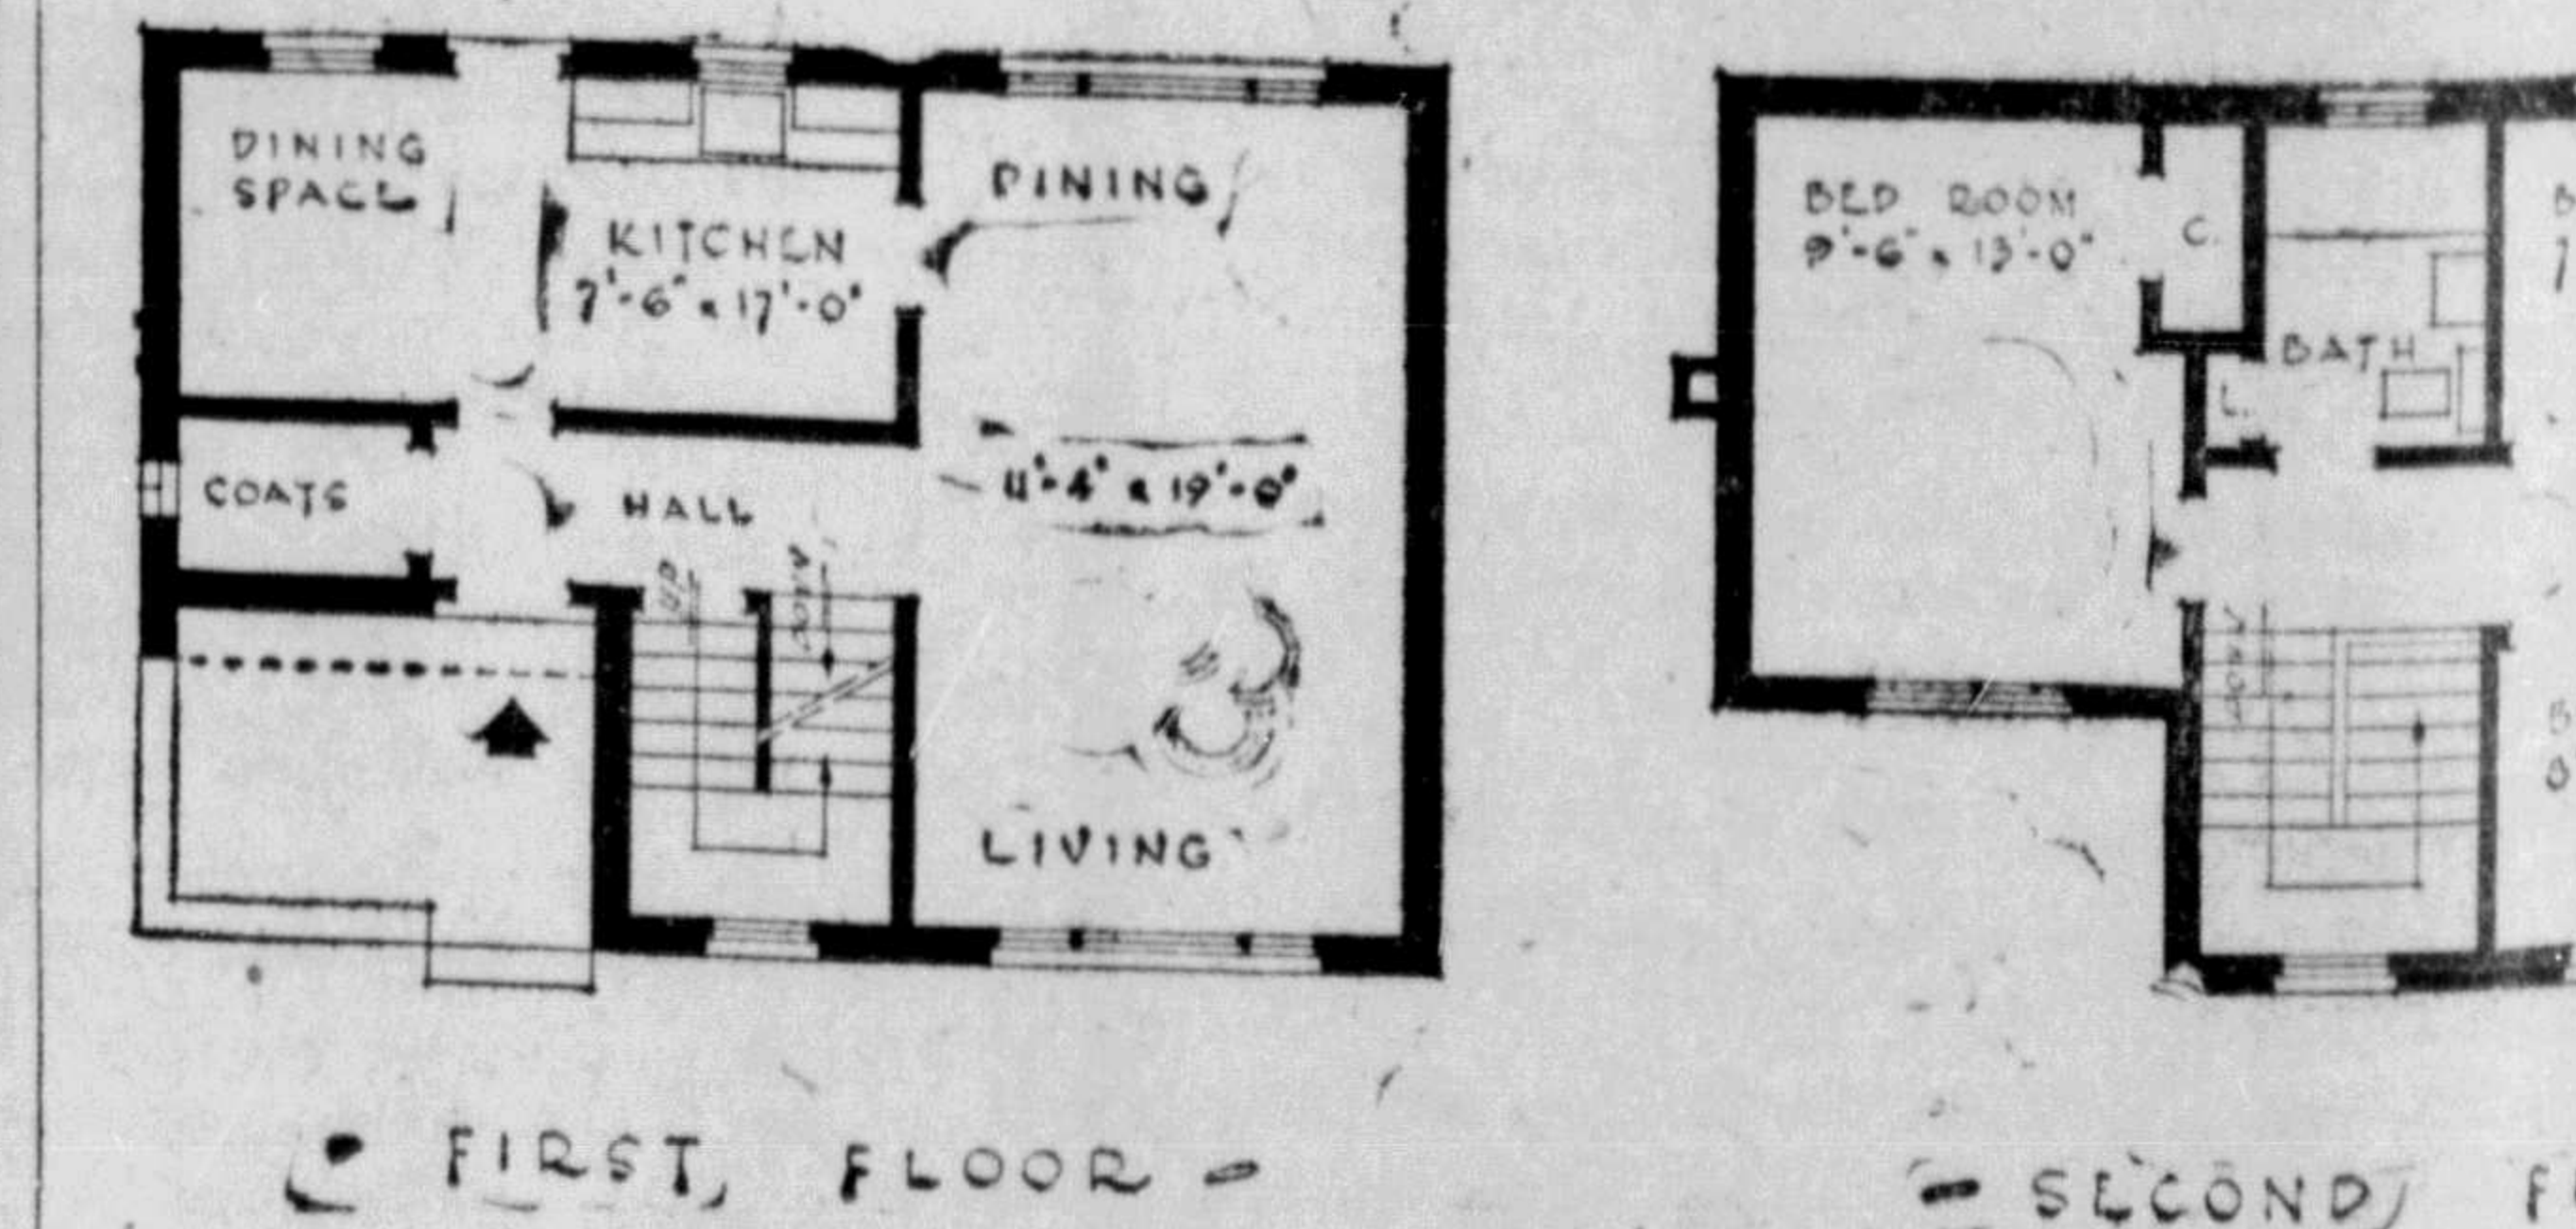 DINING
SPACE
KITCHEN
7'-6" x 17'-0"
DINING
COATS
HALL
11'-4" x 19'-0"
UP
DOWN
LIVING
- FIRST FLOOR -
BED ROOM
9'-6" x 13'-0"
C.
BATH
L.
DOWN
B
7
B
- SECOND F